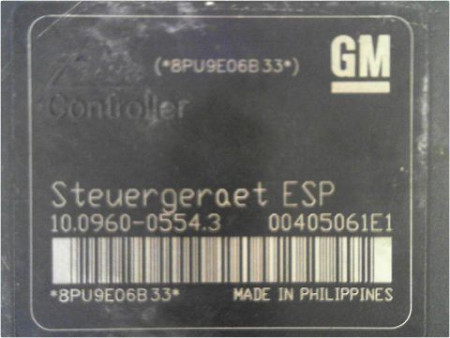 (*8PU9E06B33*)
GM
Controller
Steuergeraet ESP
10.0960-0554.3 00405061E1
*8PU9E06B33* MADE IN PHILIPPINES